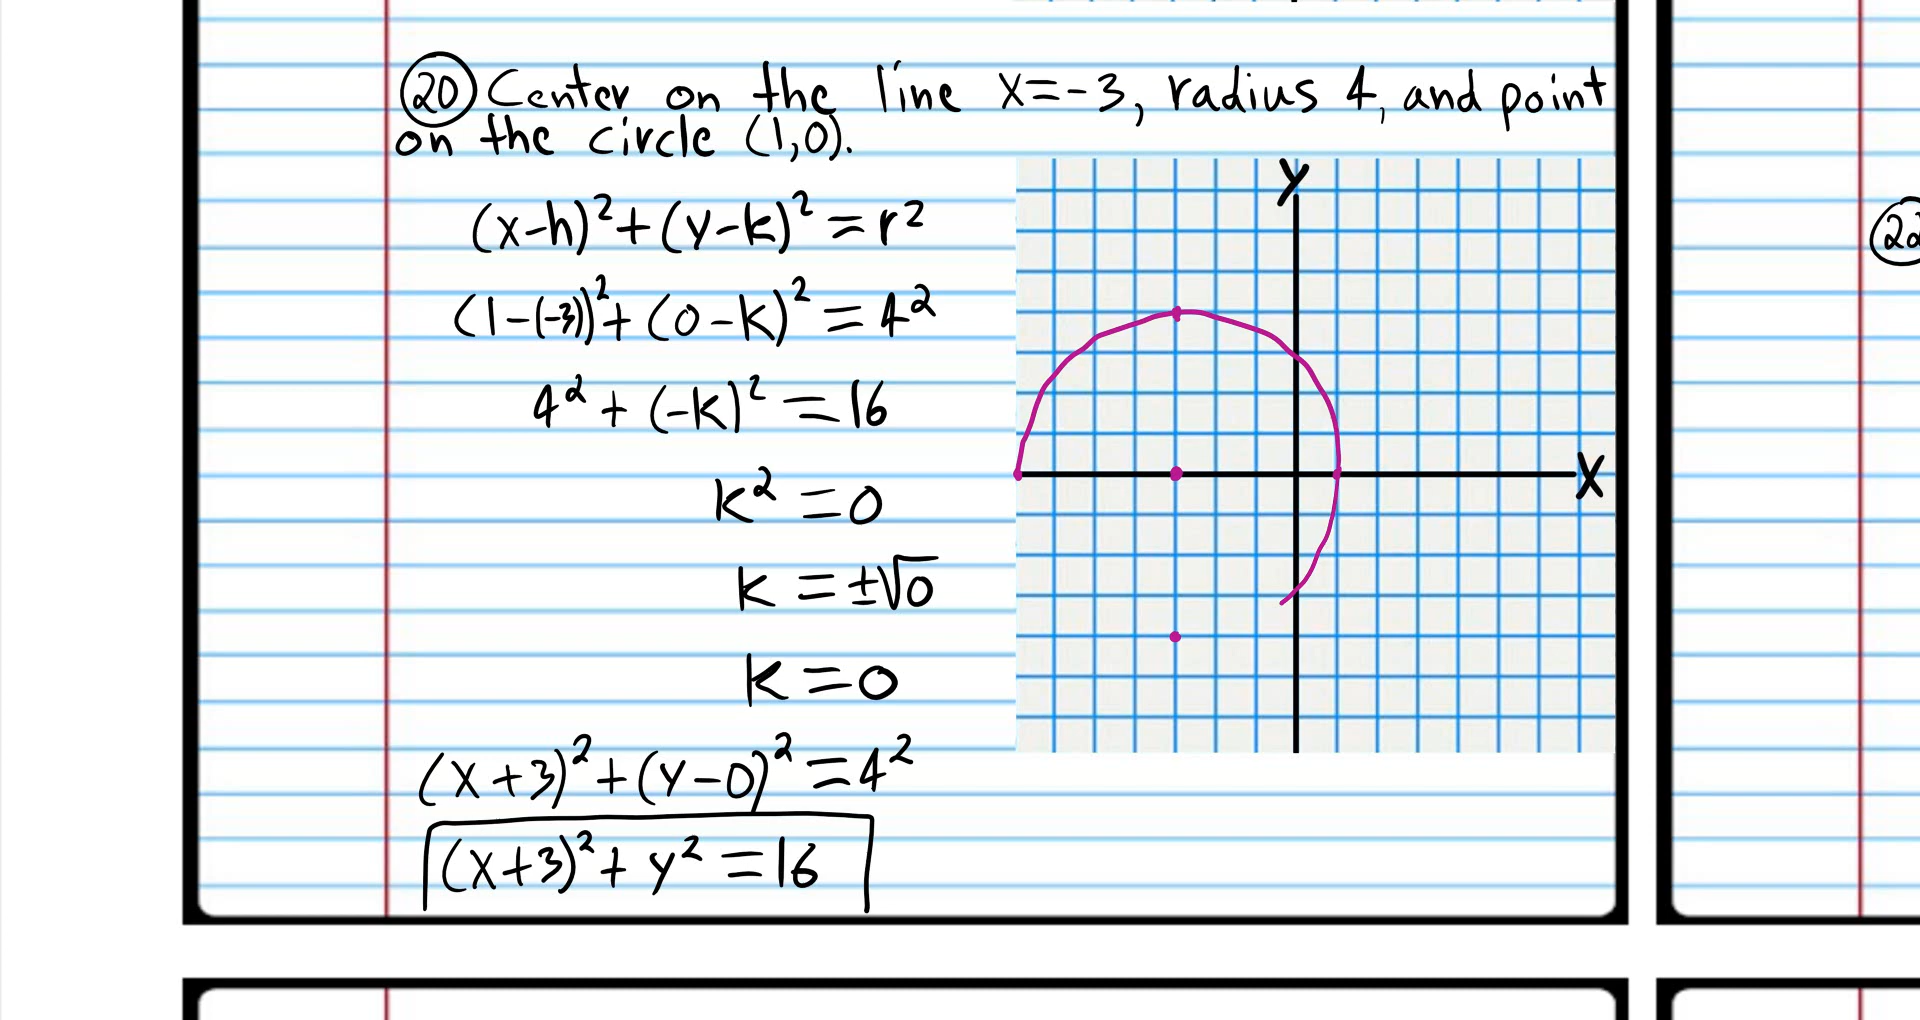 20 Center on the line x=-3, radius 4, and point
on the circle (1,0).
(x-h)²+(y-k)²=r²
(1-(-3))²+(0-k)²=4²
4²+(-k)²=16
k²=0
k=±√0
k=0
(x+3)²+(y-0)²=4²
(x+3)²+y²=16
Y
X
22